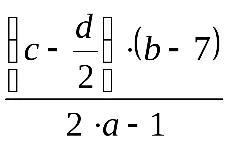 (c - d/2) · (b - 7)
2 · a - 1